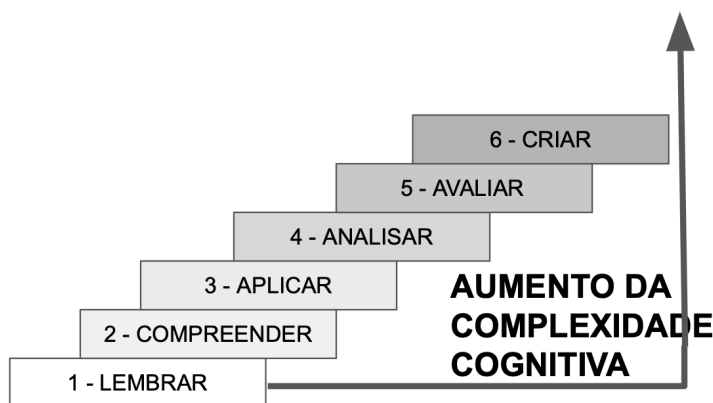 6 - CRIAR
5 - AVALIAR
4 - ANALISAR
3 - APLICAR
2 - COMPREENDER
1 - LEMBRAR
AUMENTO DA
COMPLEXIDADE
COGNITIVA